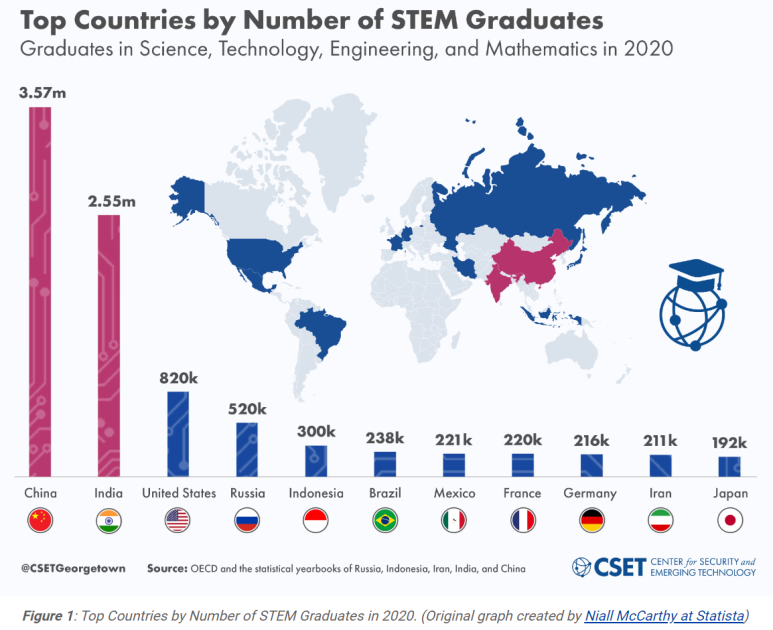 Top Countries by Number of STEM Graduates
Graduates in Science, Technology, Engineering, and Mathematics in 2020
3.57m
2.55m
820k
520k
300k
238k
221k
220k
216k
211k
192k
China
India
United States
Russia
Indonesia
Brazil
Mexico
France
Germany
Iran
Japan
@CSETGeorgetown
Source: OECD and the statistical yearbooks of Russia, Indonesia, Iran, India, and China
CSET
CENTER for SECURITY and
EMERGING TECHNOLOGY
Figure 1: Top Countries by Number of STEM Graduates in 2020. (Original graph created by Niall McCarthy at Statista)